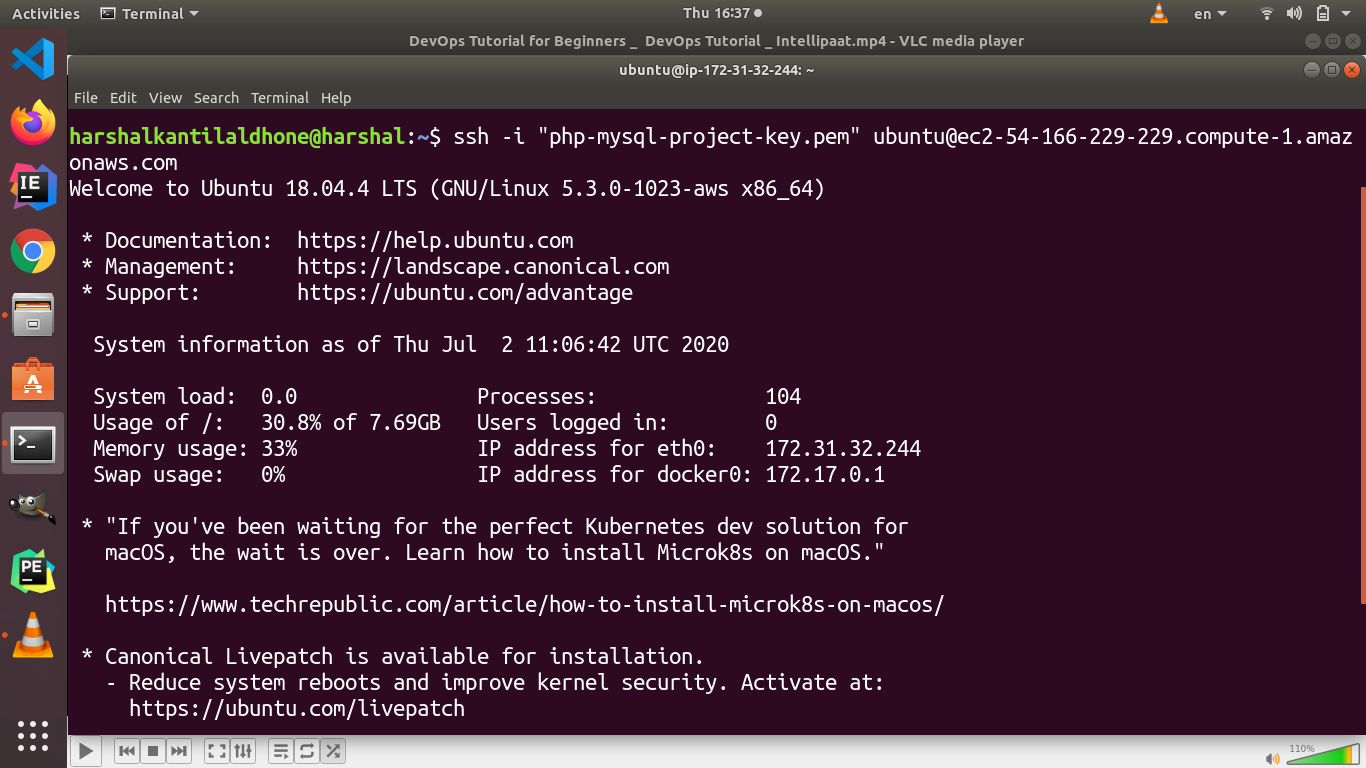 Activities Terminal Thu 16:37 en
DevOps Tutorial for Beginners _ DevOps Tutorial _ Intellipaat.mp4 - VLC media player
ubuntu@ip-172-31-32-244: ~
File Edit View Search Terminal Help
harshalkantilaldhone@harshal:~$ ssh -i "php-mysql-project-key.pem" ubuntu@ec2-54-166-229-229.compute-1.amaz
onaws.com
Welcome to Ubuntu 18.04.4 LTS (GNU/Linux 5.3.0-1023-aws x86_64)
* Documentation: https://help.ubuntu.com
* Management: https://landscape.canonical.com
* Support: https://ubuntu.com/advantage
System information as of Thu Jul 2 11:06:42 UTC 2020
System load: 0.0 Processes: 104
Usage of /: 30.8% of 7.69GB Users logged in: 0
Memory usage: 33% IP address for eth0: 172.31.32.244
Swap usage: 0% IP address for docker0: 172.17.0.1
* "If you've been waiting for the perfect Kubernetes dev solution for
macOS, the wait is over. Learn how to install Microk8s on macOS."
https://www.techrepublic.com/article/how-to-install-microk8s-on-macos/
* Canonical Livepatch is available for installation.
- Reduce system reboots and improve kernel security. Activate at:
https://ubuntu.com/livepatch
IE
PE
110%